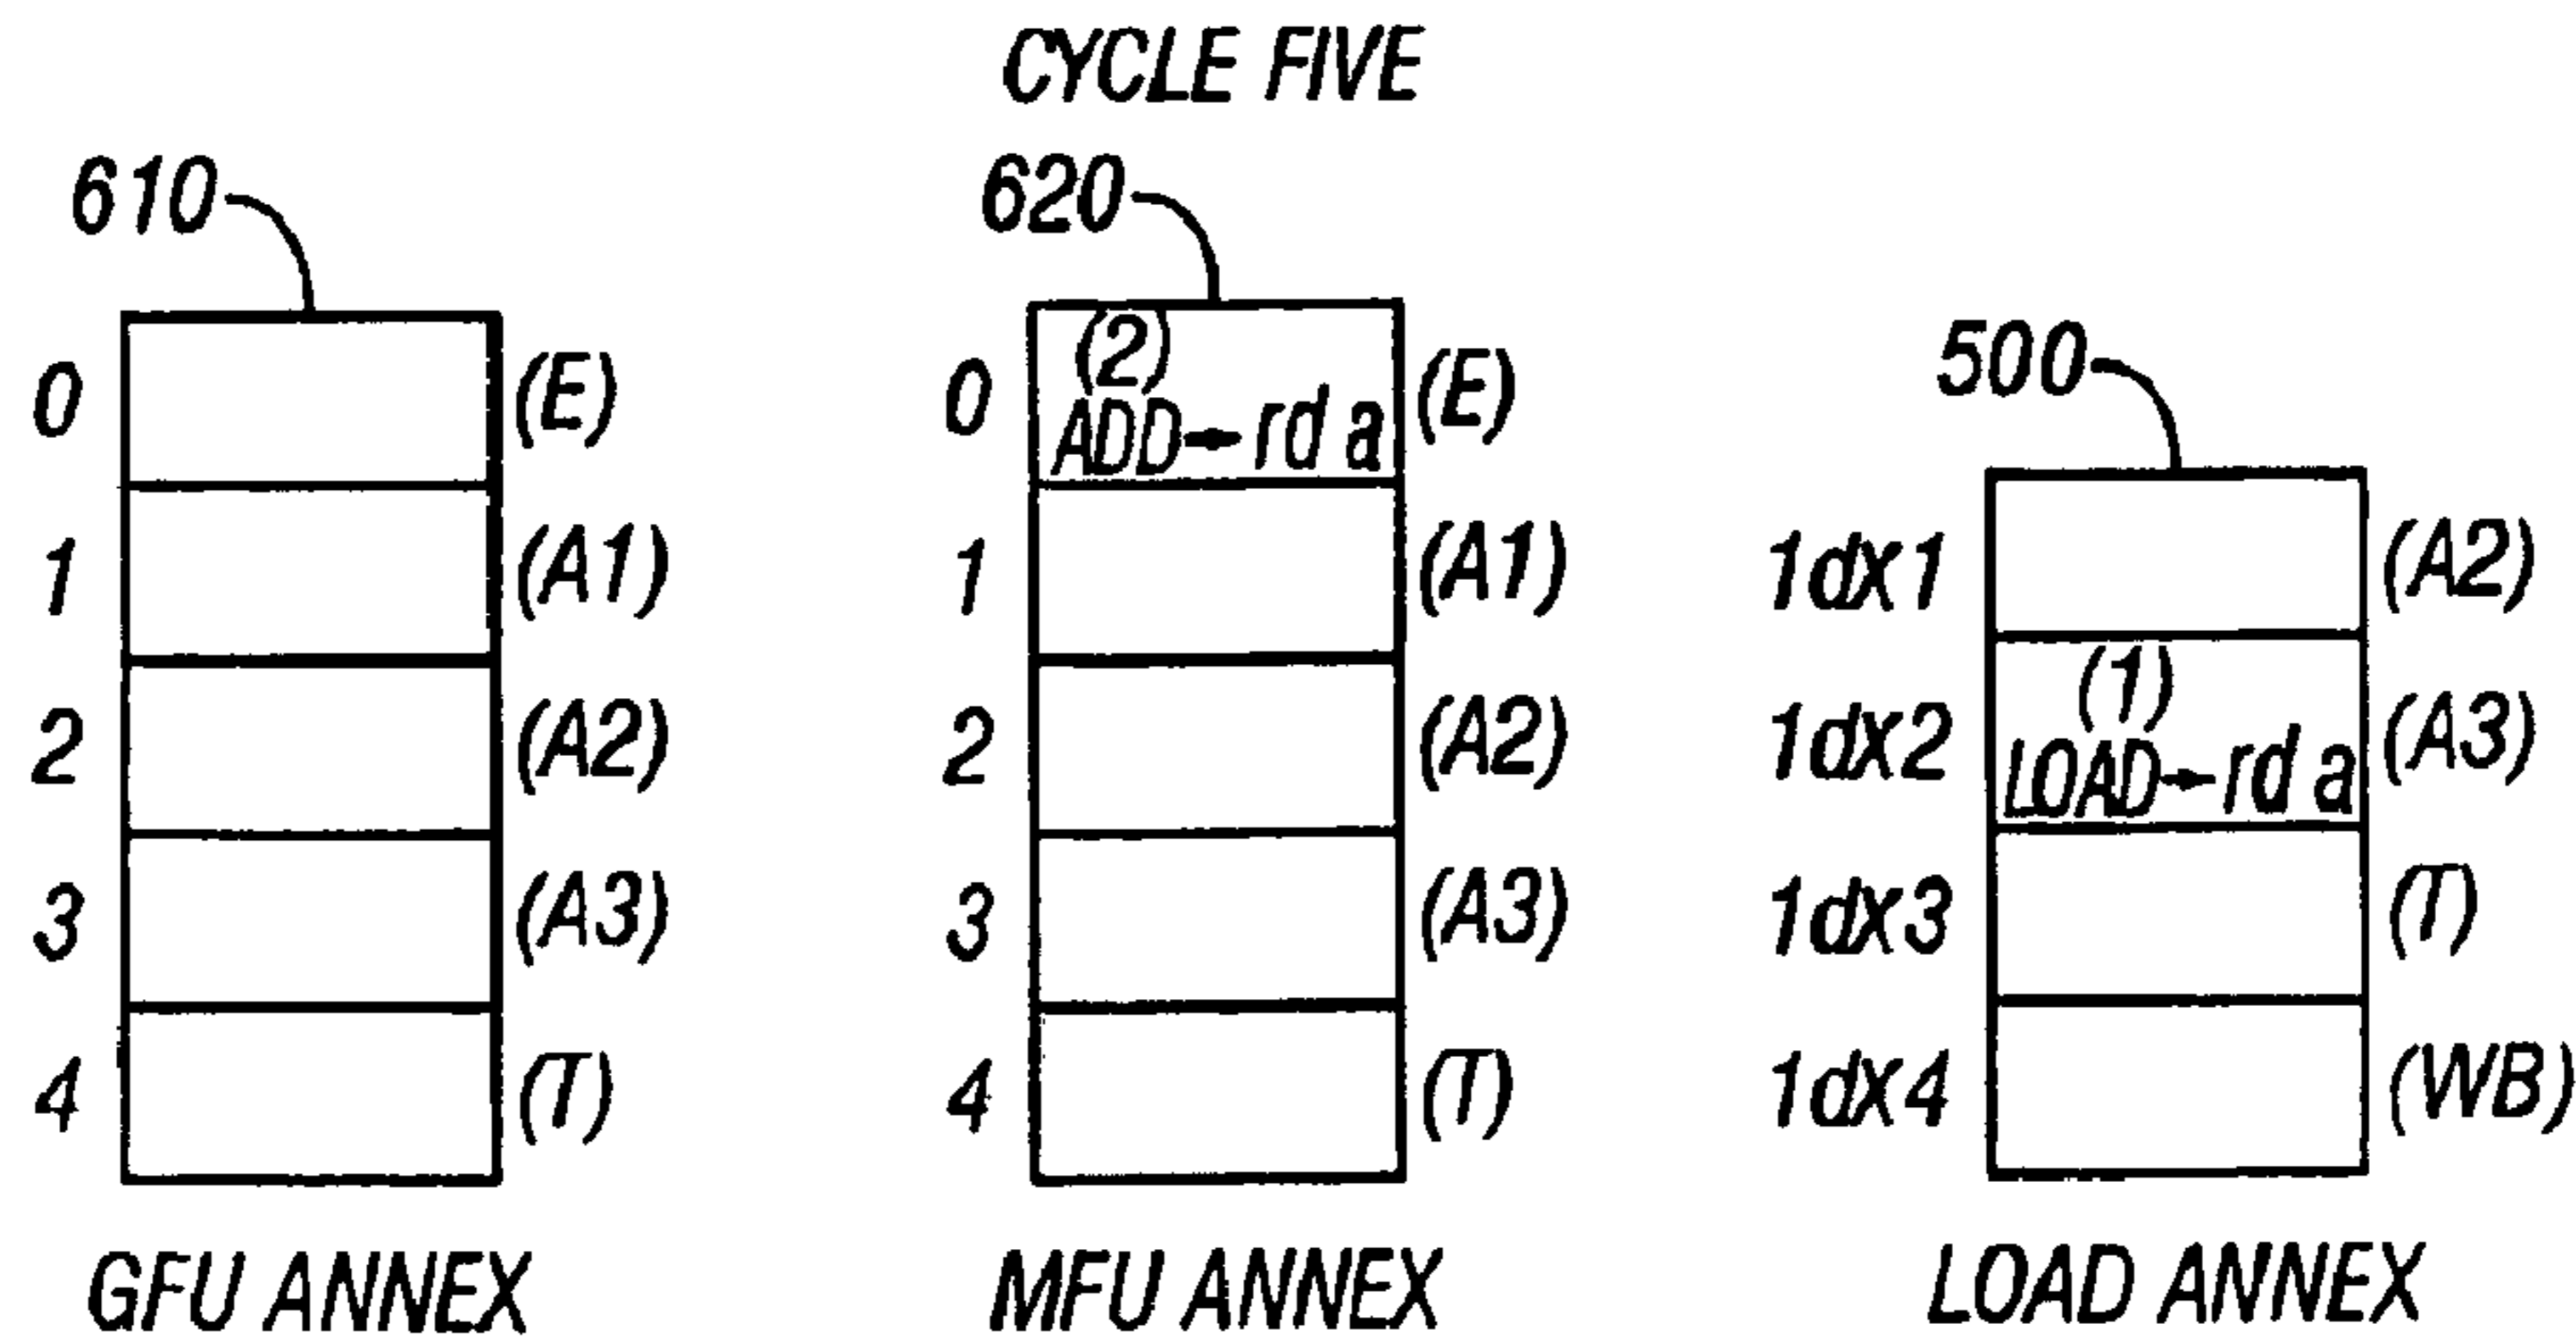 CYCLE FIVE
610
0
(E)
1
(A1)
2
(A2)
3
(A3)
4
(T)
GFU ANNEX
620
0
(2)
ADD→rd a
(E)
1
(A1)
2
(A2)
3
(A3)
4
(T)
MFU ANNEX
500
1dX1
(A2)
1dX2
(1)
LOAD→rd a
(A3)
1dX3
(T)
1dX4
(WB)
LOAD ANNEX